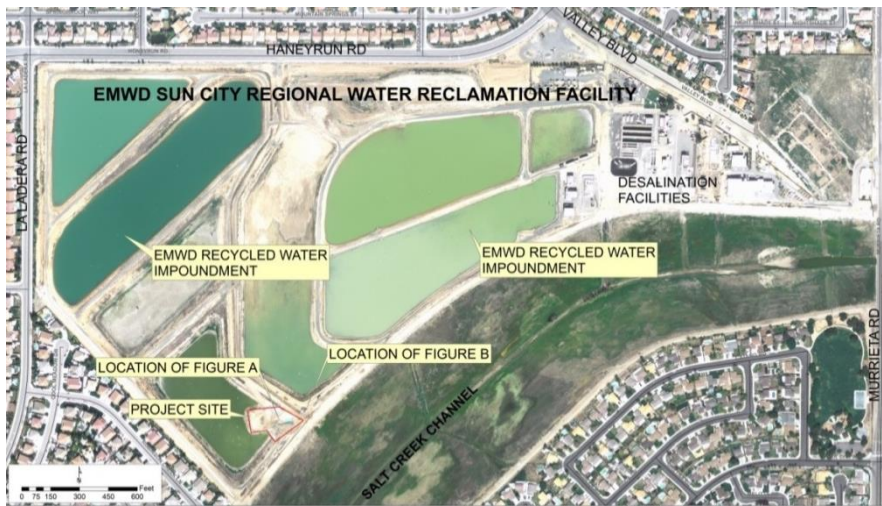 HANEYRUN RD
VALLEY BLVD
VALLEY BLVD
EMWD SUN CITY REGIONAL WATER RECLAMATION FACILITY
LA LADERA RD
DESALINATION
FACILITIES
EMWD RECYCLED WATER
IMPOUNDMENT
EMWD RECYCLED WATER
IMPOUNDMENT
LOCATION OF FIGURE B
LOCATION OF FIGURE A
PROJECT SITE
SALT CREEK CHANNEL
MURRIETA RD
Feet
0 75 150 300 450 600